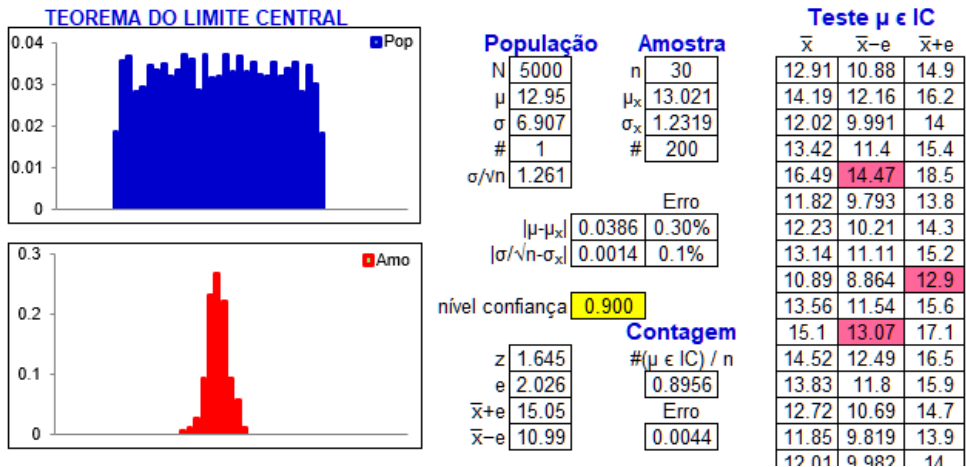 TEOREMA DO LIMITE CENTRAL
0.04
0.03
0.02
0.01
0
Pop
0.3
0.2
0.1
0
Amo
População Amostra
N 5000 n 30
μ 12.95 μx 13.021
σ 6.907 σx 1.2319
# 1 # 200
σ/√n 1.261
Erro
|μ-μx| 0.0386 0.30%
|σ/√n-σx| 0.0014 0.1%
nível confiança 0.900
Contagem
z 1.645 #(μ є IC) / n
e 2.026 0.8956
x̅+e 15.05 Erro
x̅−e 10.99 0.0044
Teste μ є IC
x̅ x̅−e x̅+e
12.91 10.88 14.9
14.19 12.16 16.2
12.02 9.991 14
13.42 11.4 15.4
16.49 14.47 18.5
11.82 9.793 13.8
12.23 10.21 14.3
13.14 11.11 15.2
10.89 8.864 12.9
13.56 11.54 15.6
15.1 13.07 17.1
14.52 12.49 16.5
13.83 11.8 15.9
12.72 10.69 14.7
11.85 9.819 13.9
12.01 9.982 14